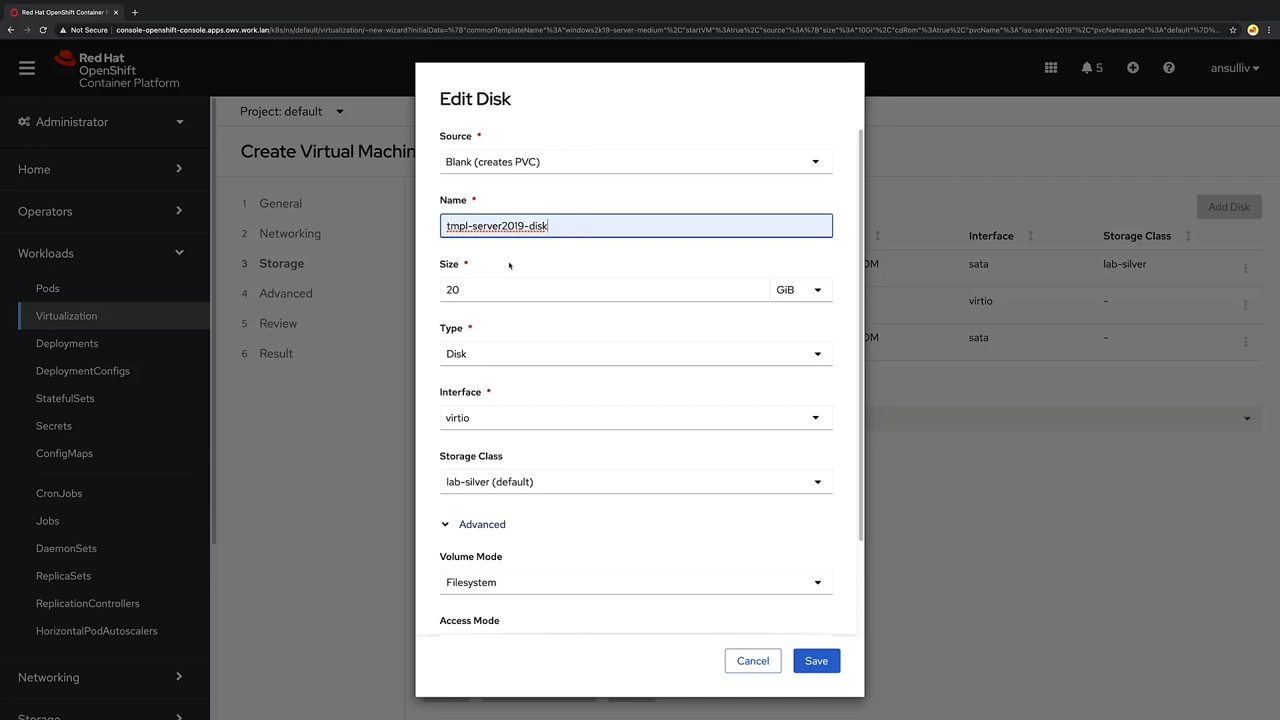 Red Hat OpenShift Container P
Not Secure
console-openshift-console.apps.owv.work.lan/k8s/ns/default/virtualization/~new-wizard?initialData=%7B"commonTemplateName"%3A"windows2k19-server-medium"%2C"startVM"%3Atrue%2C"source"%3A%7B"size"%3A"10Gi"%2C"cdRom"%3Atrue%2C"pvcName"%3A"iso-server2019"%2C"pvcNamespace"%3A"default"%7D%...
Red Hat
OpenShift
Container Platform
5
ansulliv
Administrator
Home
Operators
Workloads
Pods
Virtualization
Deployments
DeploymentConfigs
StatefulSets
Secrets
ConfigMaps
CronJobs
Jobs
DaemonSets
ReplicaSets
ReplicationControllers
HorizontalPodAutoscalers
Networking
Storage
Project: default
Create Virtual Machin
1 General
2 Networking
3 Storage
4 Advanced
5 Review
6 Result
Edit Disk
Source *
Blank (creates PVC)
Name *
tmpl-server2019-disk
Size *
20 GiB
Type *
Disk
Interface *
virtio
Storage Class
lab-silver (default)
Advanced
Volume Mode
Filesystem
Access Mode
Cancel Save
Add Disk
Interface Storage Class
OM sata lab-silver
virtio -
OM sata -